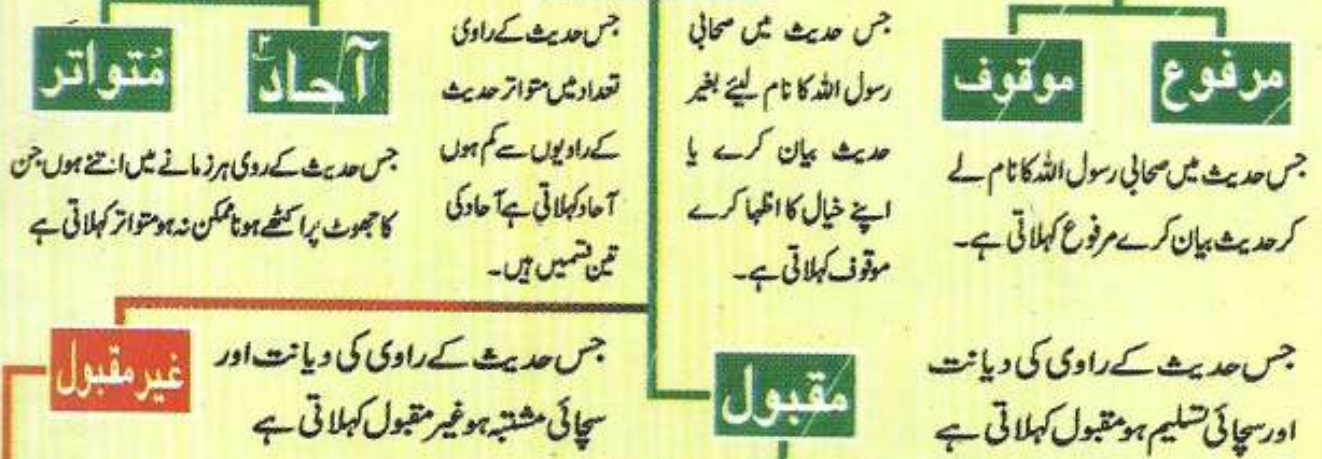 مرفوع
موقوف
جس حدیث میں صحابی رسول اللہ کا نام لے
کر حدیث بیان کرے مرفوع کہلاتی ہے۔
جس حدیث میں صحابی
رسول اللہ کا نام لیئے بغیر
حدیث بیان کرے یا
اپنے خیال کا اظہا کرے
موقوف کہلاتی ہے۔
آحاد۲
مُتواتر
جس حدیث کے راوی
تعداد میں متواتر حدیث
کے راویوں سے کم ہوں
آحاد کہلاتی ہے آحاد کی
تین قسمیں ہیں۔
جس حدیث کے روی ہر زمانے میں اتنے ہوں جن
کا جھوٹ پر اکٹھے ہونا ممکن نہ ہو متواتر کہلاتی ہے
مقبول
جس حدیث کے راوی کی دیانت
اور سچائی تسلیم ہو مقبول کہلاتی ہے
غیر مقبول
جس حدیث کے راوی کی دیانت اور
سچائی مشتبہ ہو غیر مقبول کہلاتی ہے